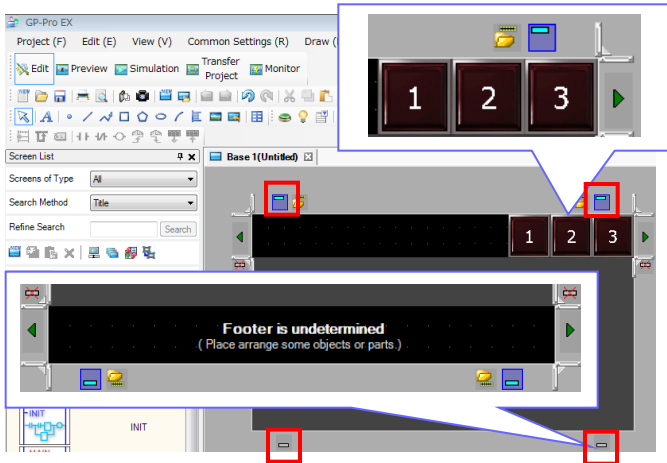 GP-Pro EX
Project (F) Edit (E) View (V) Common Settings (R) Draw (
Edit Preview Simulation Transfer Project Monitor
Screen List
Base 1(Untitled)
Screens of Type All
Search Method Title
Refine Search Search
1 2 3
1 2 3
Footer is undetermined
( Place arrange some objects or parts.)
INIT
INIT